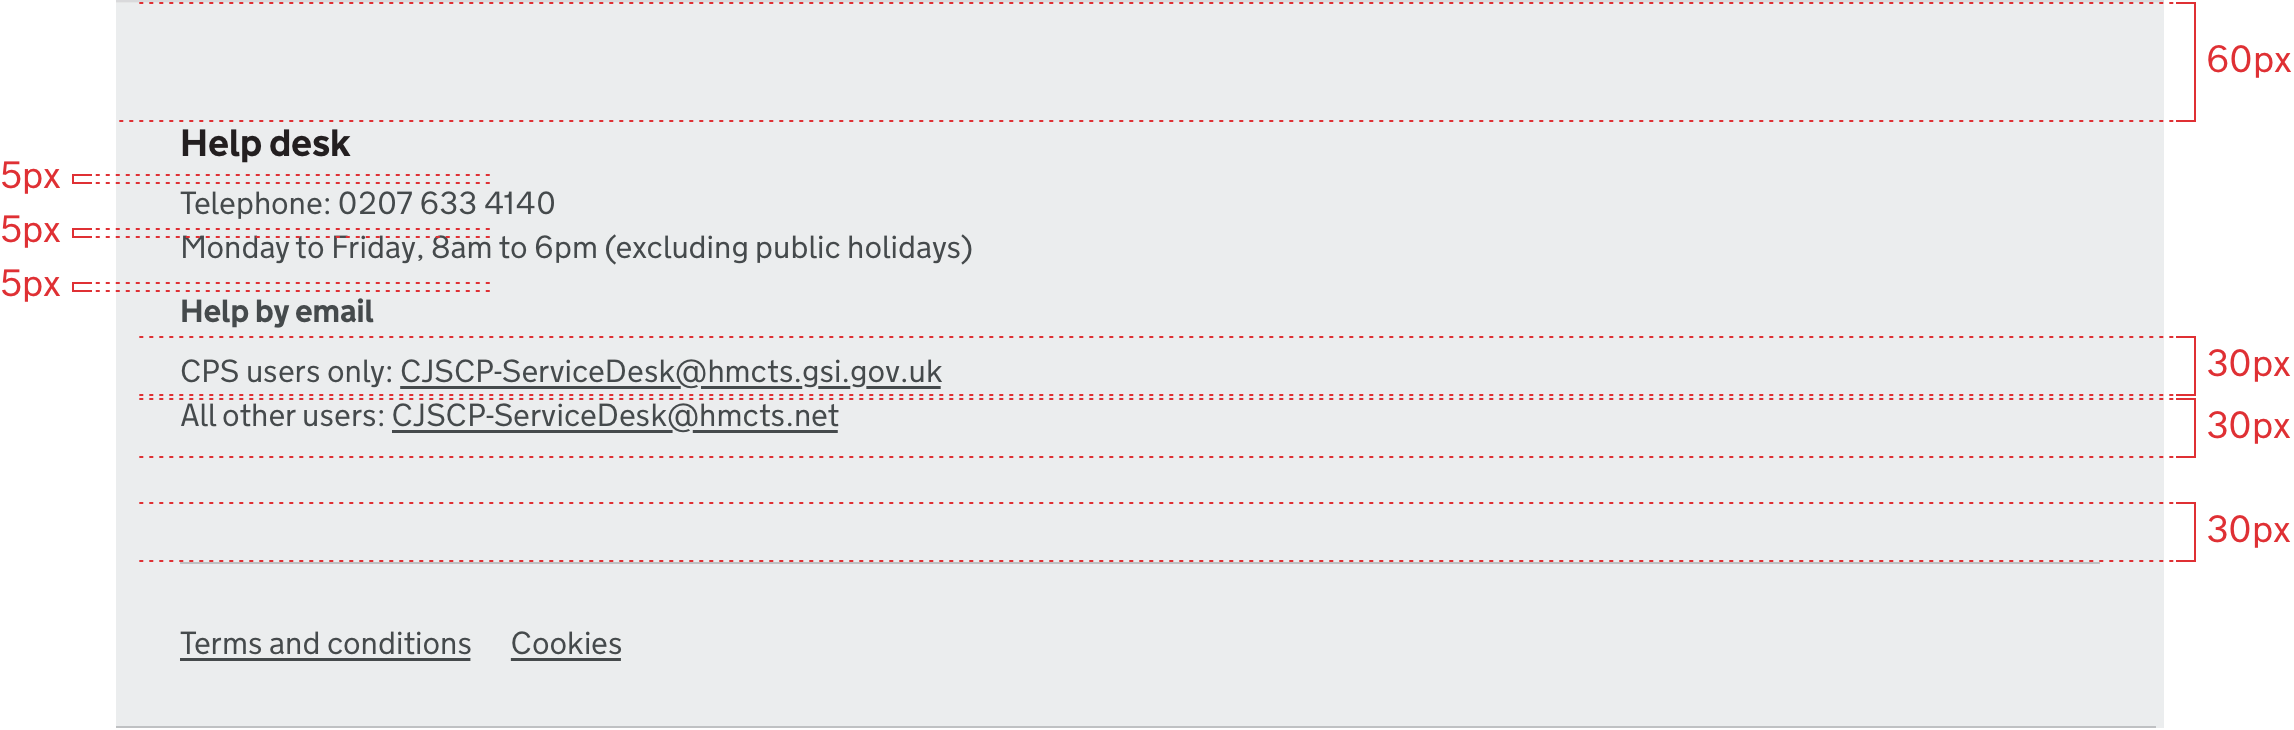 60px
Help desk
5px
Telephone: 0207 633 4140
5px
Monday to Friday, 8am to 6pm (excluding public holidays)
5px
Help by email
30px
CPS users only: CJSCP-ServiceDesk@hmcts.gsi.gov.uk
All other users: CJSCP-ServiceDesk@hmcts.net
30px
30px
Terms and conditions Cookies